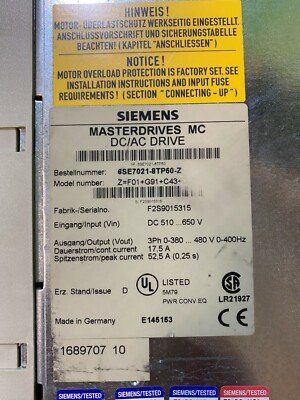 HINWEIS!
MOTOR-ÜBERLASTSCHUTZ WERKSEITIG EINGESTELLT.
ANSCHLUSSVORSCHRIFT UND SICHERUNGSTABELLE
BEACHTEN! (KAPITEL "ANSCHLIESSEN")
NOTICE!
MOTOR OVERLOAD PROTECTION IS FACTORY SET. SEE
INSTALLATION INSTRUCTIONS AND INPUT FUSE
REQUIREMENTS! (SECTION "CONNECTING-UP")
SIEMENS
MASTERDRIVES MC
DC/AC DRIVE
1P 6SE7021-8TP60
Bestellnummer: 6SE7021-8TP60-Z
Model number: Z=F01+G91+C43
S F2S9015315
Fabrik-/Serialno. F2S9015315
Eingang/Input (Vin) DC 510 ...650 V
Ausgang/Output (Vout) 3Ph 0-380 ... 480 V 0-400Hz
Dauerstrom/cont.current 17.5 A
Spitzenstrom/peak current 52,5 A (0,25 s)
Erz. Stand/Issue D
UL LISTED
5M79
PWR CONV EQ
LR21927
Made in Germany E145153
1689707 10
SIEMENS/TESTED SIEMENS/TESTED SIEMENS/TESTED SIEMENS/TESTED